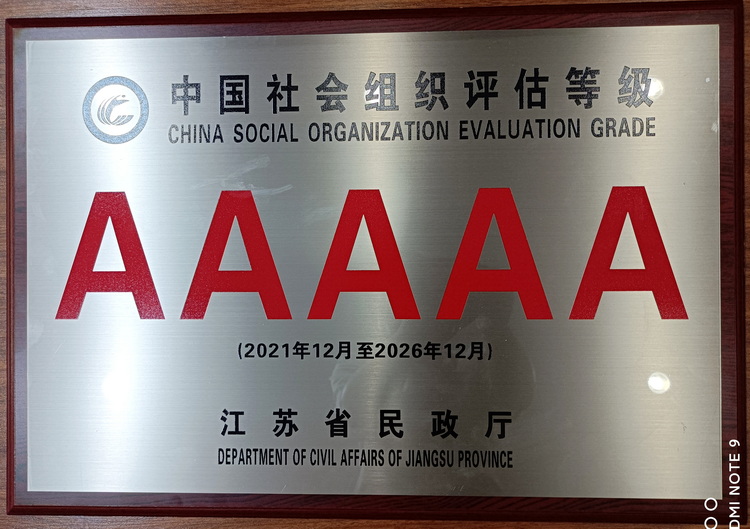 中国社会组织评估等级
CHINA SOCIAL ORGANIZATION EVALUATION GRADE
AAAAA
(2021年12月至2026年12月)
江苏省民政厅
DEPARTMENT OF CIVIL AFFAIRS OF JIANGSU PROVINCE
DMI NOTE 9